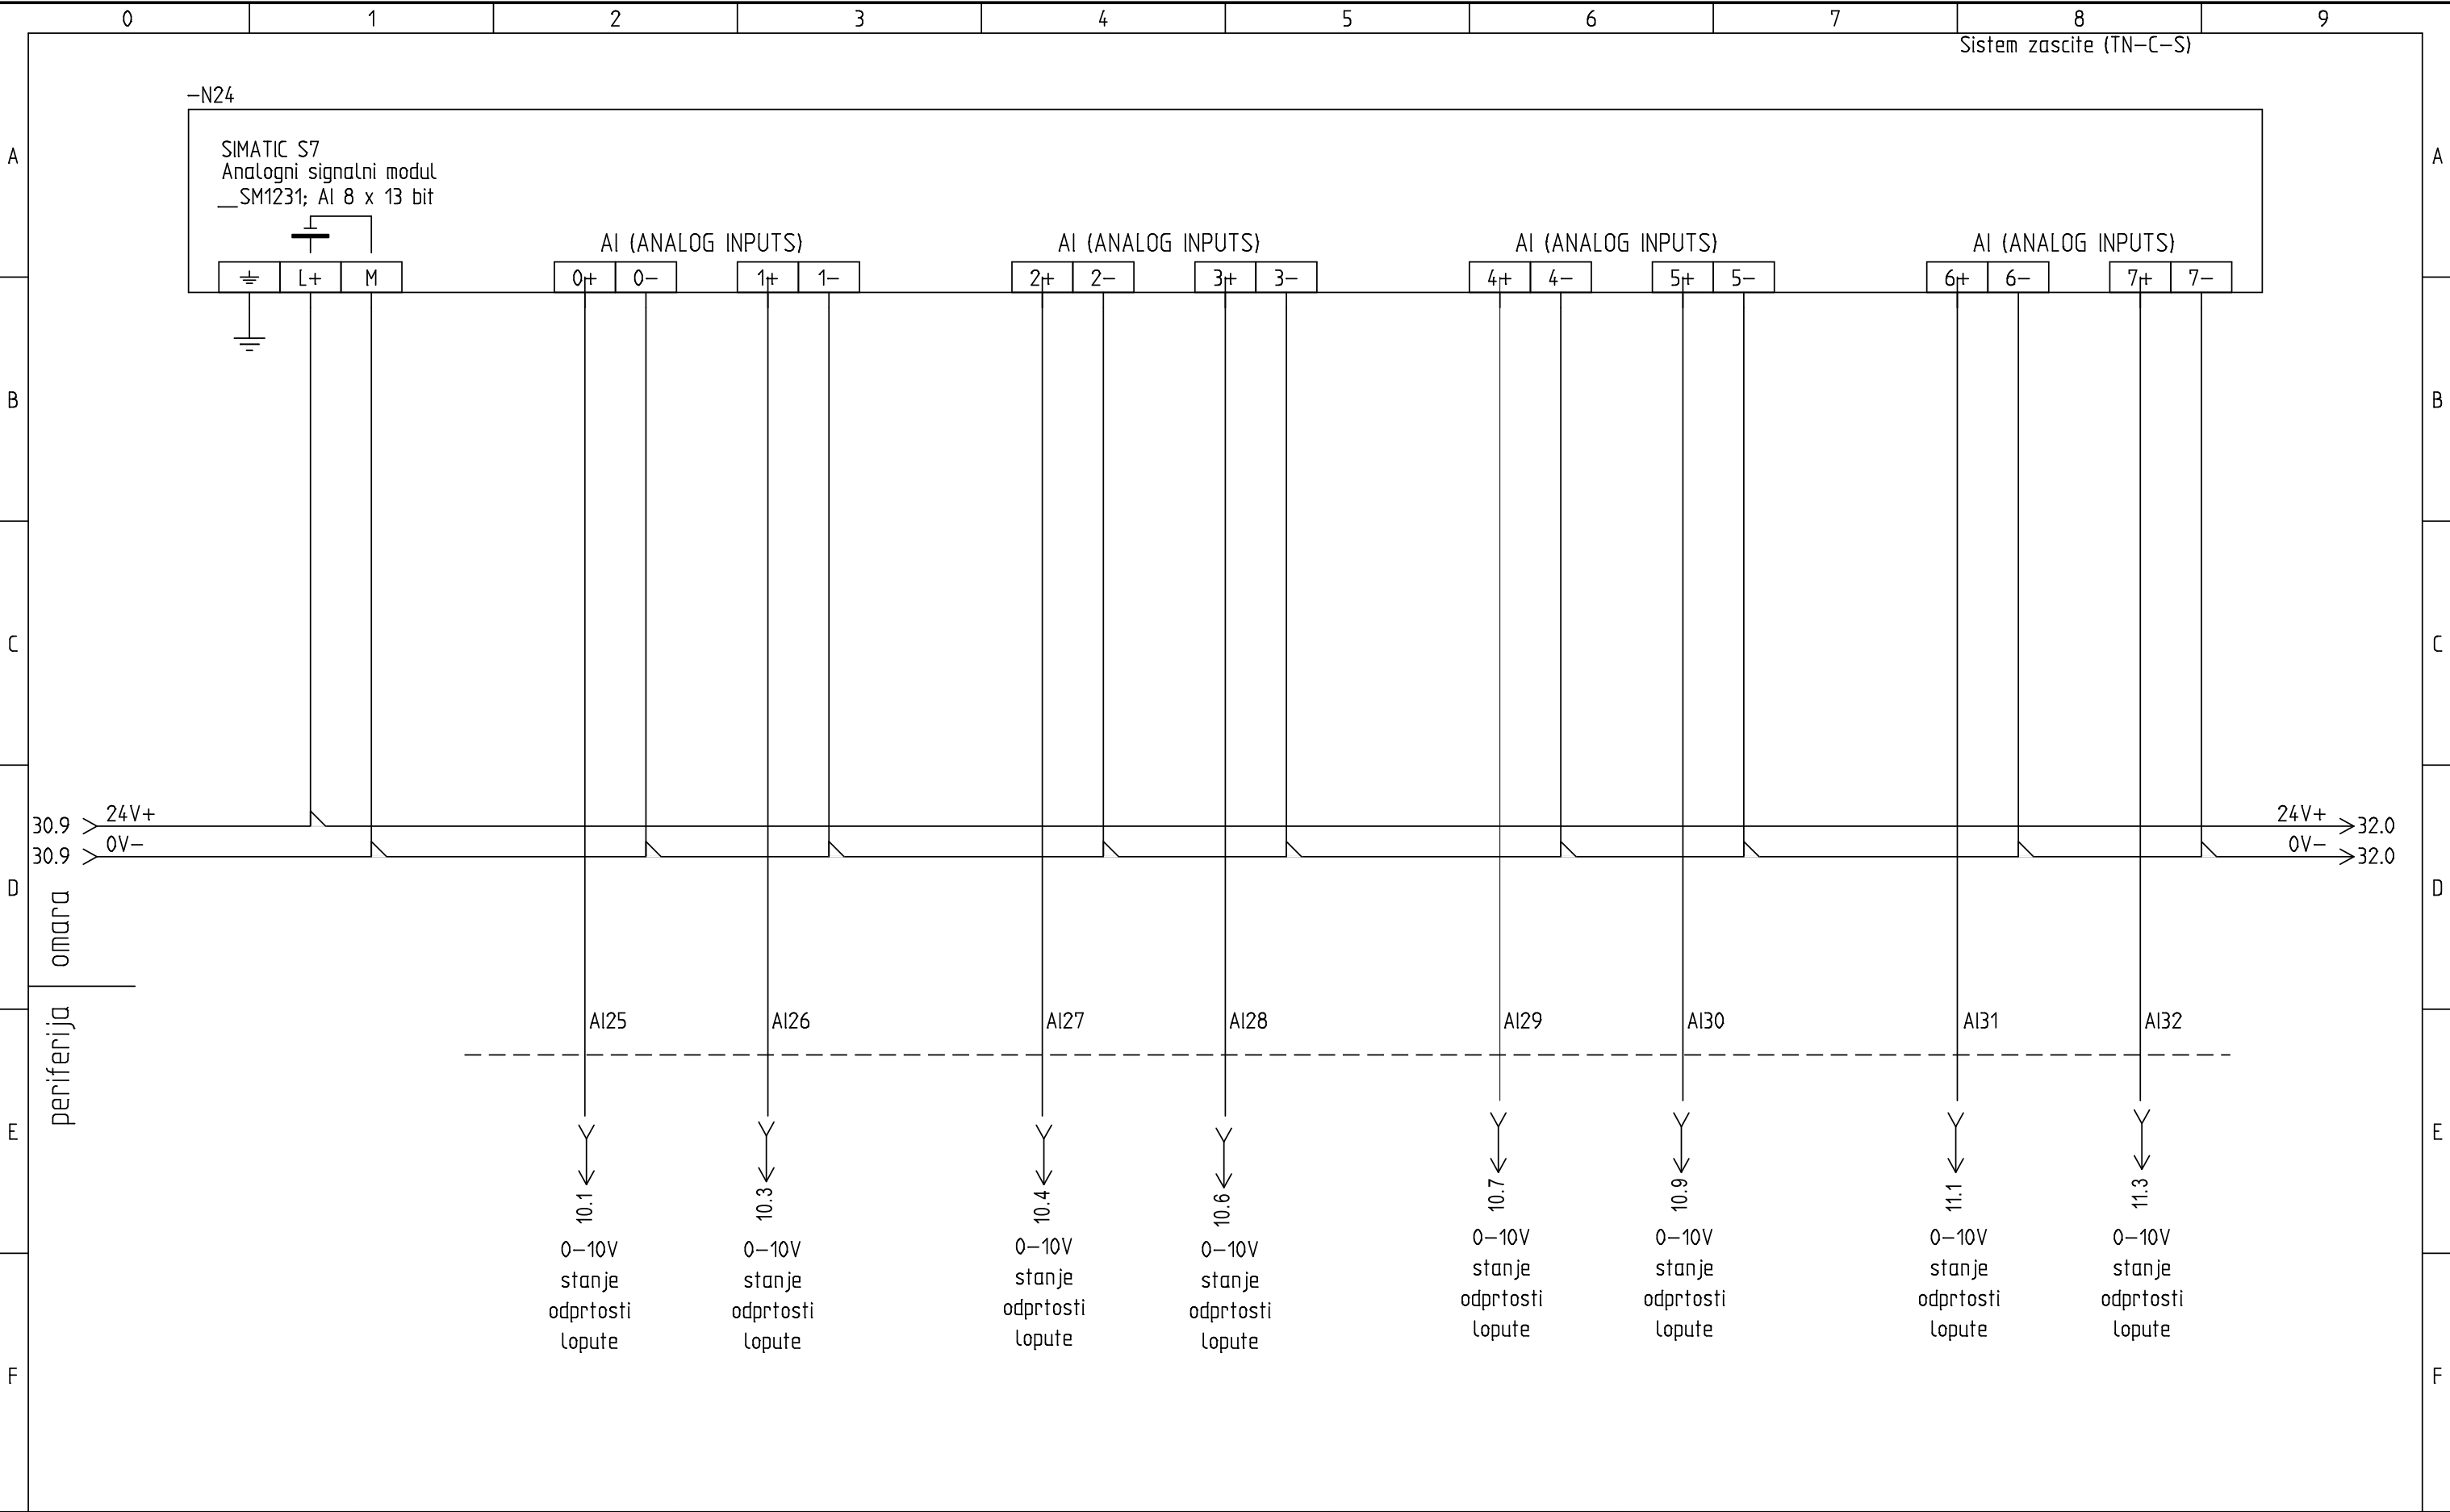 0 1 2 3 4 5 6 7 8 9
Sistem zascite (TN-C-S)
-N24
A A
SIMATIC S7
Analogni signalni modul
__SM1231; AI 8 x 13 bit
AI (ANALOG INPUTS) AI (ANALOG INPUTS) AI (ANALOG INPUTS) AI (ANALOG INPUTS)
L+ M 0+ 0- 1+ 1- 2+ 2- 3+ 3- 4+ 4- 5+ 5- 6+ 6- 7+ 7-
B B
C C
24V+ 24V+
30.9 32.0
0V- 0V-
30.9 32.0
D D
omara
periferija
AI25 AI26 AI27 AI28 AI29 AI30 AI31 AI32
E E
10.1 10.3 10.4 10.6 10.7 10.9 11.1 11.3
0-10V 0-10V 0-10V 0-10V 0-10V 0-10V 0-10V 0-10V
stanje stanje stanje stanje stanje stanje stanje stanje
odprtosti odprtosti odprtosti odprtosti odprtosti odprtosti odprtosti odprtosti
lopute lopute lopute lopute lopute lopute lopute lopute
F F